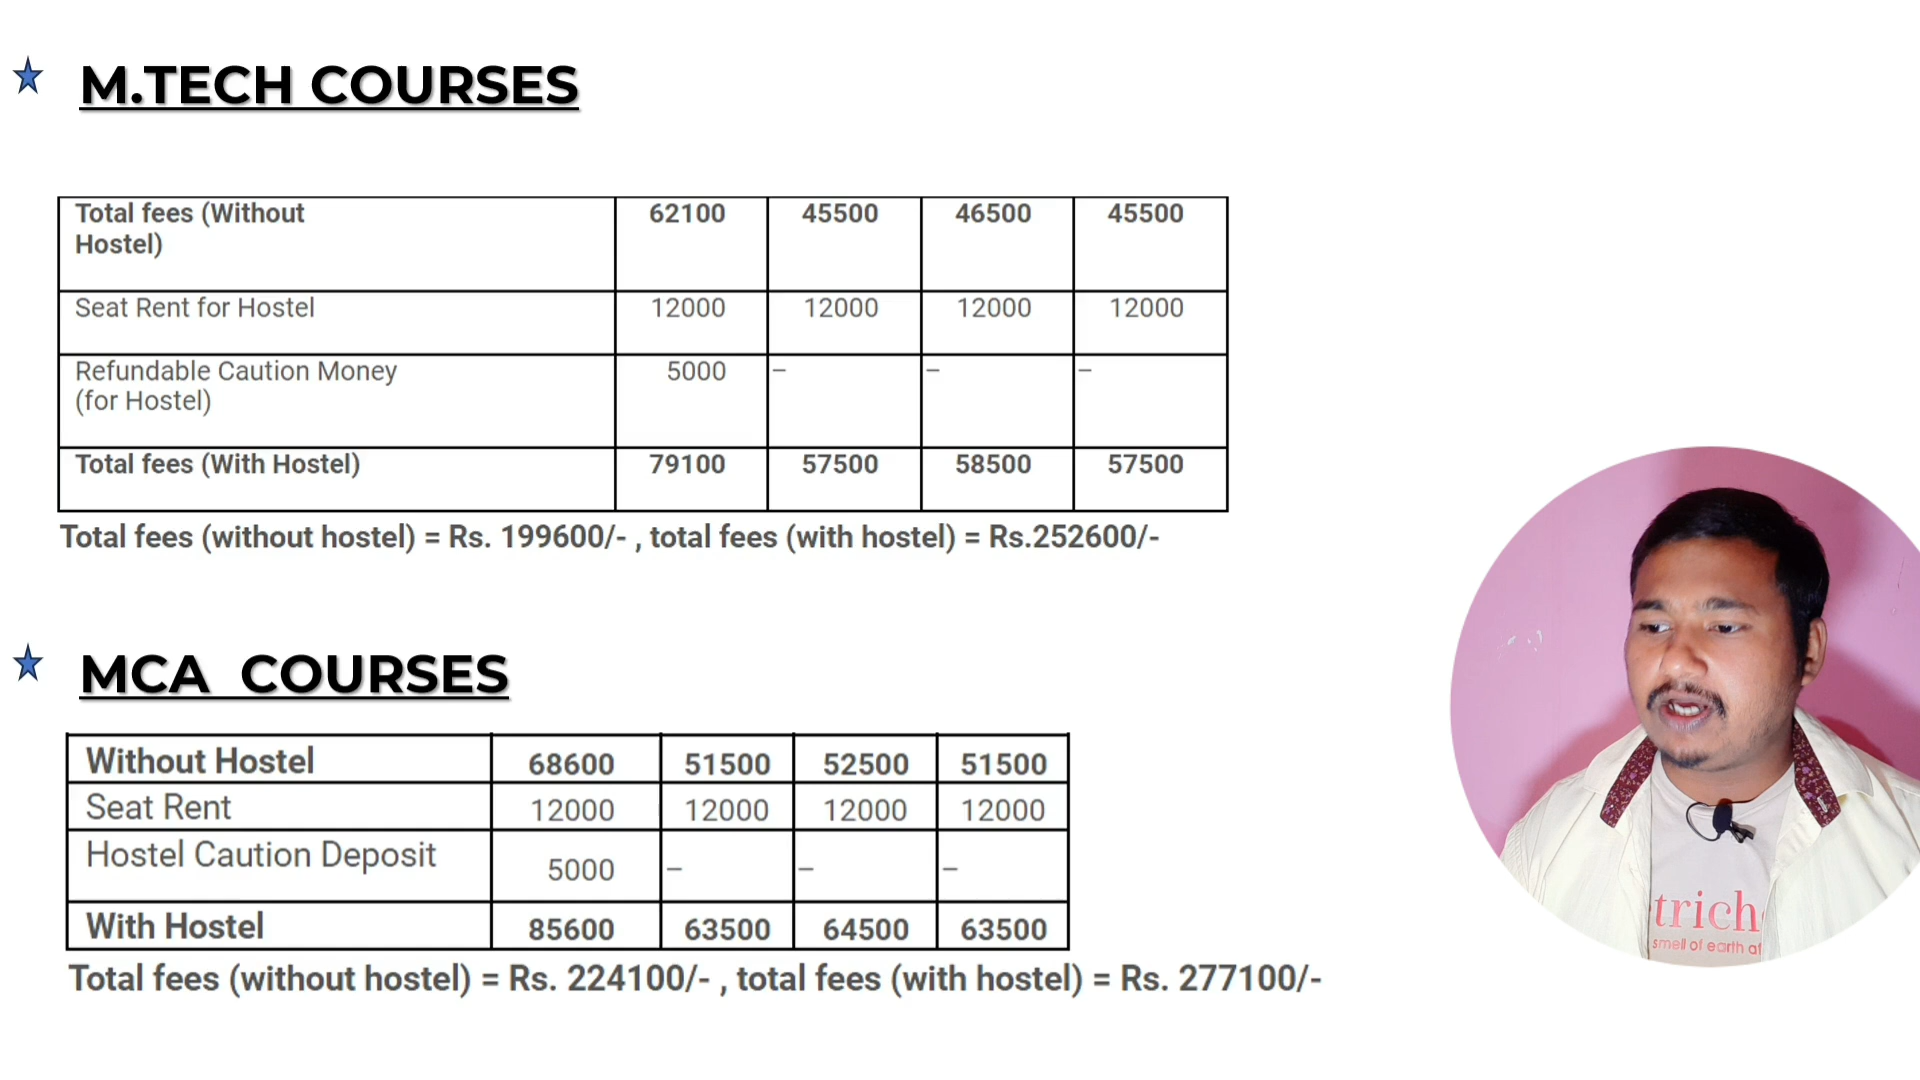 M.TECH COURSES
Total fees (Without 62100 45500 46500 45500
Hostel)
Seat Rent for Hostel 12000 12000 12000 12000
Refundable Caution Money 5000 – – –
(for Hostel)
Total fees (With Hostel) 79100 57500 58500 57500
Total fees (without hostel) = Rs. 199600/- , total fees (with hostel) = Rs.252600/-
MCA COURSES
Without Hostel 68600 51500 52500 51500
Seat Rent 12000 12000 12000 12000
Hostel Caution Deposit 5000 – – –
With Hostel 85600 63500 64500 63500
Total fees (without hostel) = Rs. 224100/- , total fees (with hostel) = Rs. 277100/-
trich
smell of earth af